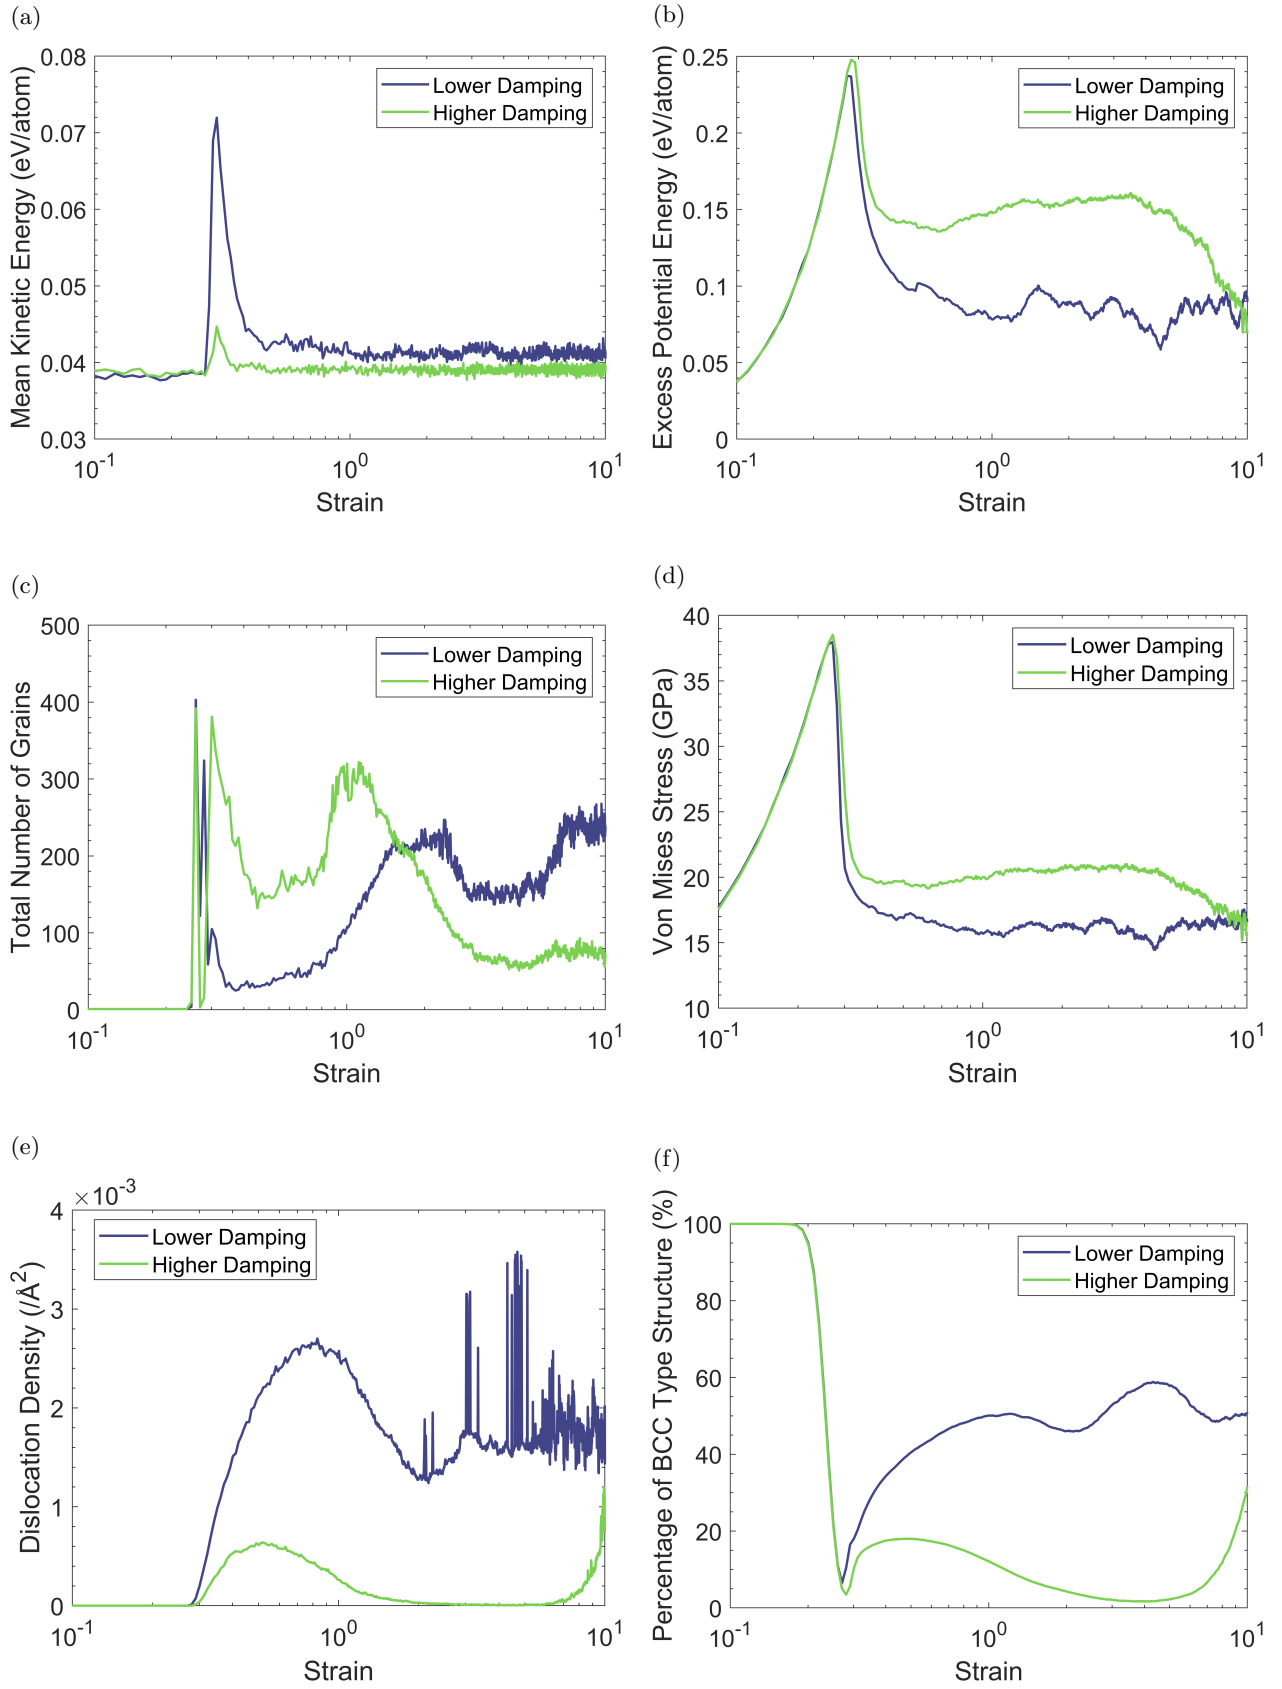 (a)
Mean Kinetic Energy (eV/atom)
0.08
0.07
0.06
0.05
0.04
0.03
Lower Damping
Higher Damping
10-1
100
101
Strain
(b)
Excess Potential Energy (eV/atom)
0.25
0.2
0.15
0.1
0.05
0
Lower Damping
Higher Damping
10-1
100
101
Strain
(c)
Total Number of Grains
500
400
300
200
100
0
Lower Damping
Higher Damping
10-1
100
101
Strain
(d)
Von Mises Stress (GPa)
40
35
30
25
20
15
10
Lower Damping
Higher Damping
10-1
100
101
Strain
(e)
Dislocation Density (/Å2)
×10-3
4
3
2
1
0
Lower Damping
Higher Damping
10-1
100
101
Strain
(f)
Percentage of BCC Type Structure (%)
100
80
60
40
20
0
Lower Damping
Higher Damping
10-1
100
101
Strain